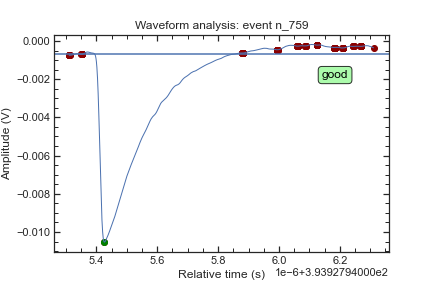 Waveform analysis: event n_759
0.000
−0.002
−0.004
−0.006
−0.008
−0.010
Amplitude (V)
good
5.4
5.6
5.8
6.0
6.2
Relative time (s)
1e−6+3.9392794000e2